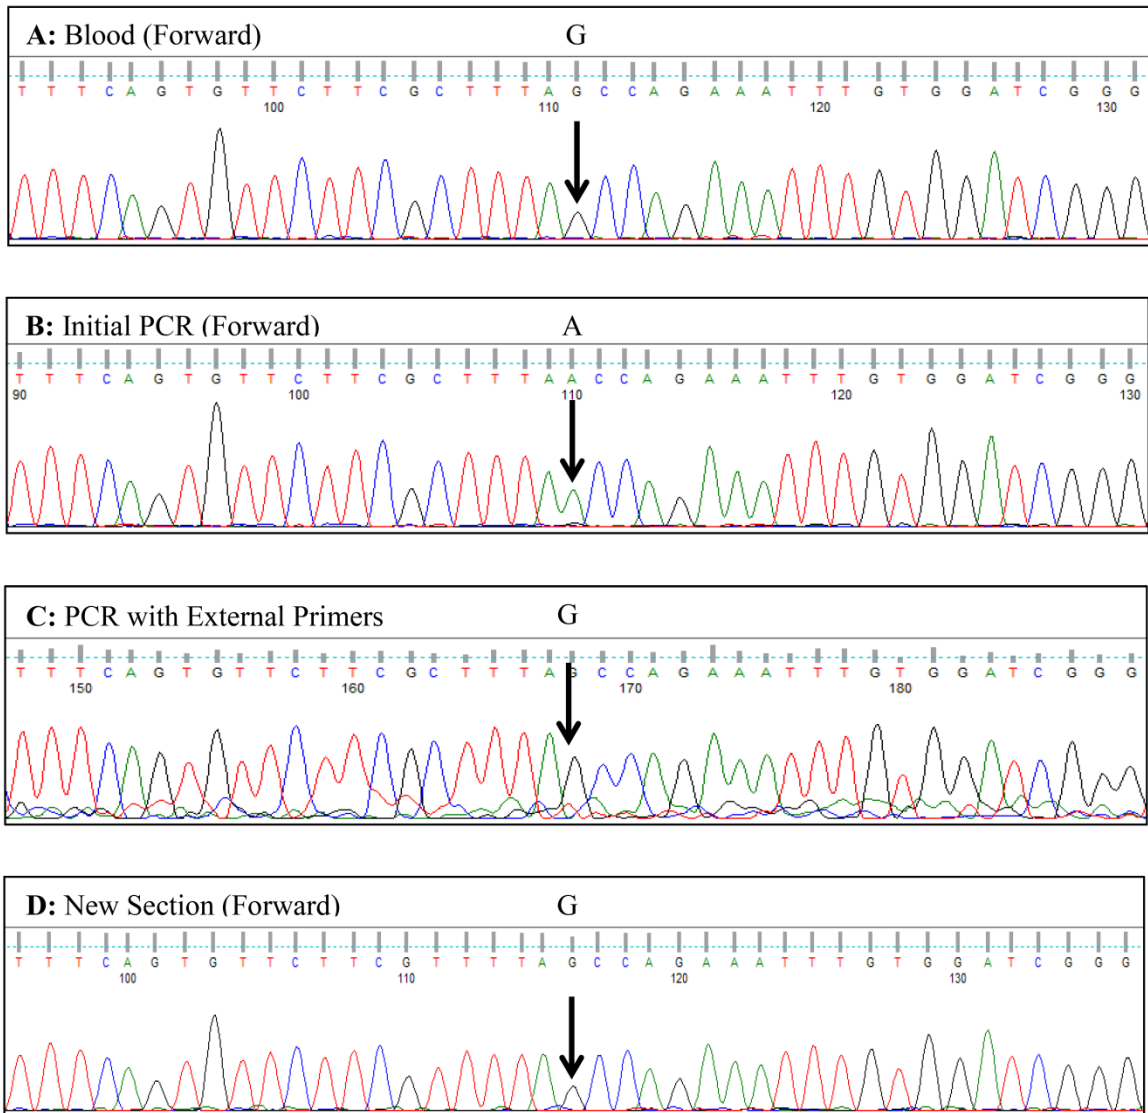 A: Blood (Forward) G
T T T C A G T G T T C T T C G C T T T A G C C A G A A A T T T G T G G A T C G G G
100 110 120 130
B: Initial PCR (Forward) A
T T T C A G T G T T C T T C G C T T T A A C C A G A A A T T T G T G G A T C G G G
90 100 110 120 130
C: PCR with External Primers G
T T T C A G T G T T C T T C G C T T T A G C C A G A A A T T T G T G G A T C G G G
150 160 170 180
D: New Section (Forward) G
T T T C A G T G T T C T T C G T T T T A G C C A G A A A T T T G T G G A T C G G G
100 110 120 130